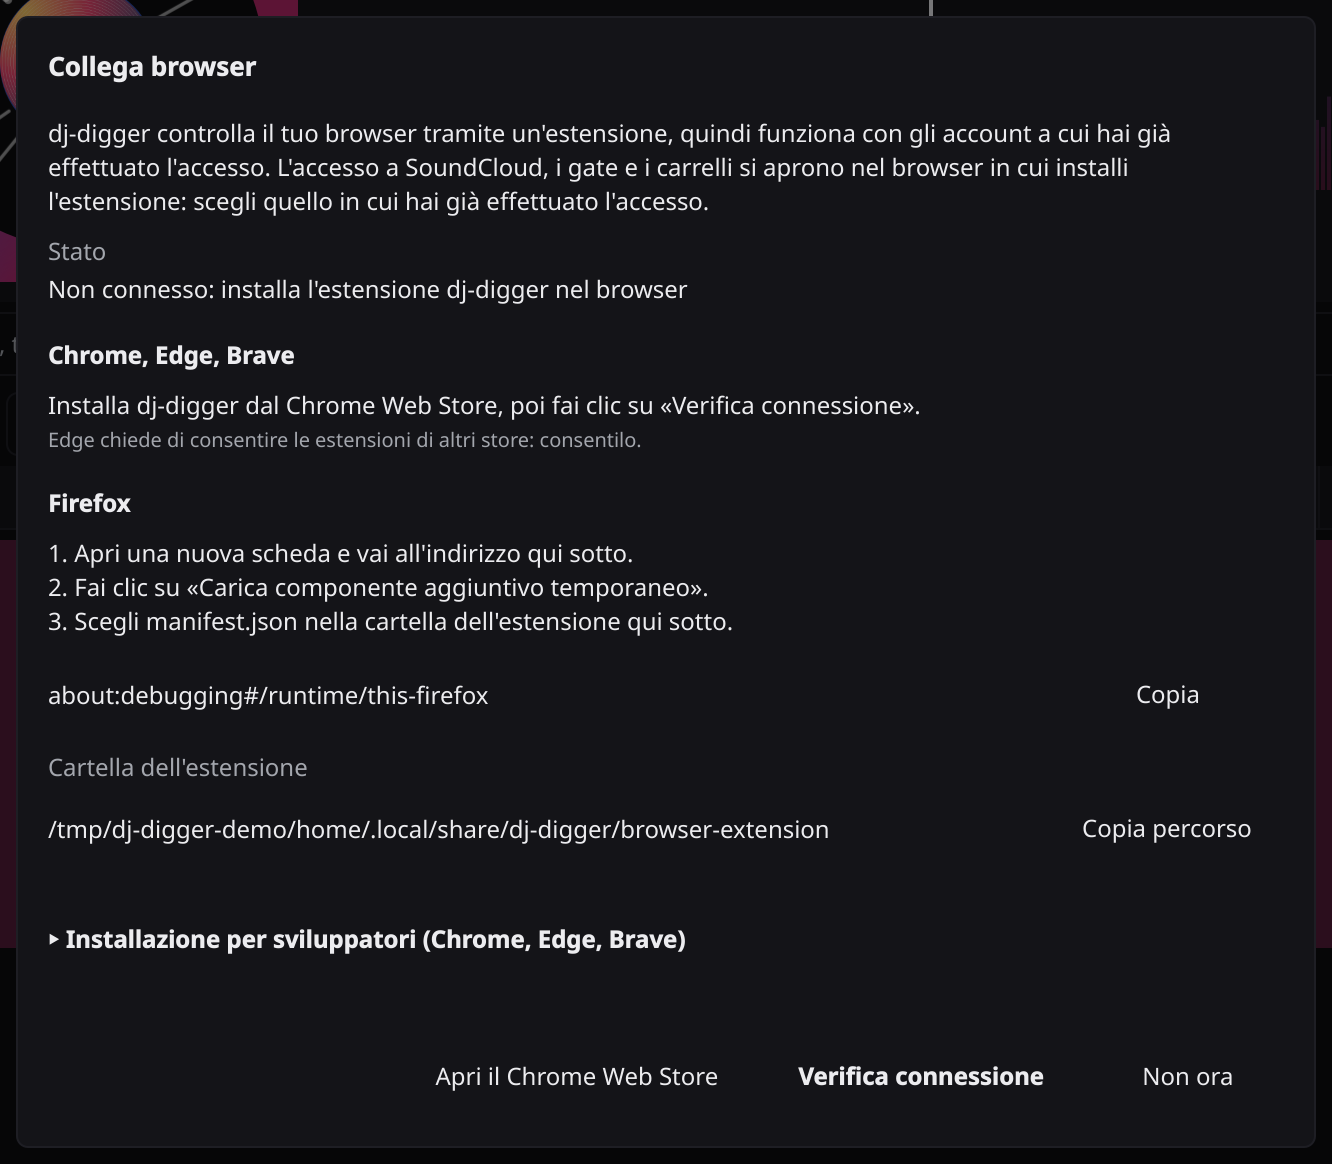 Collega browser
dj-digger controlla il tuo browser tramite un'estensione, quindi funziona con gli account a cui hai già
effettuato l'accesso. L'accesso a SoundCloud, i gate e i carrelli si aprono nel browser in cui installi
l'estensione: scegli quello in cui hai già effettuato l'accesso.
Stato
Non connesso: installa l'estensione dj-digger nel browser
Chrome, Edge, Brave
Installa dj-digger dal Chrome Web Store, poi fai clic su «Verifica connessione».
Edge chiede di consentire le estensioni di altri store: consentilo.
Firefox
1. Apri una nuova scheda e vai all'indirizzo qui sotto.
2. Fai clic su «Carica componente aggiuntivo temporaneo».
3. Scegli manifest.json nella cartella dell'estensione qui sotto.
about:debugging#/runtime/this-firefox Copia
Cartella dell'estensione
/tmp/dj-digger-demo/home/.local/share/dj-digger/browser-extension Copia percorso
▸ Installazione per sviluppatori (Chrome, Edge, Brave)
Apri il Chrome Web Store Verifica connessione Non ora